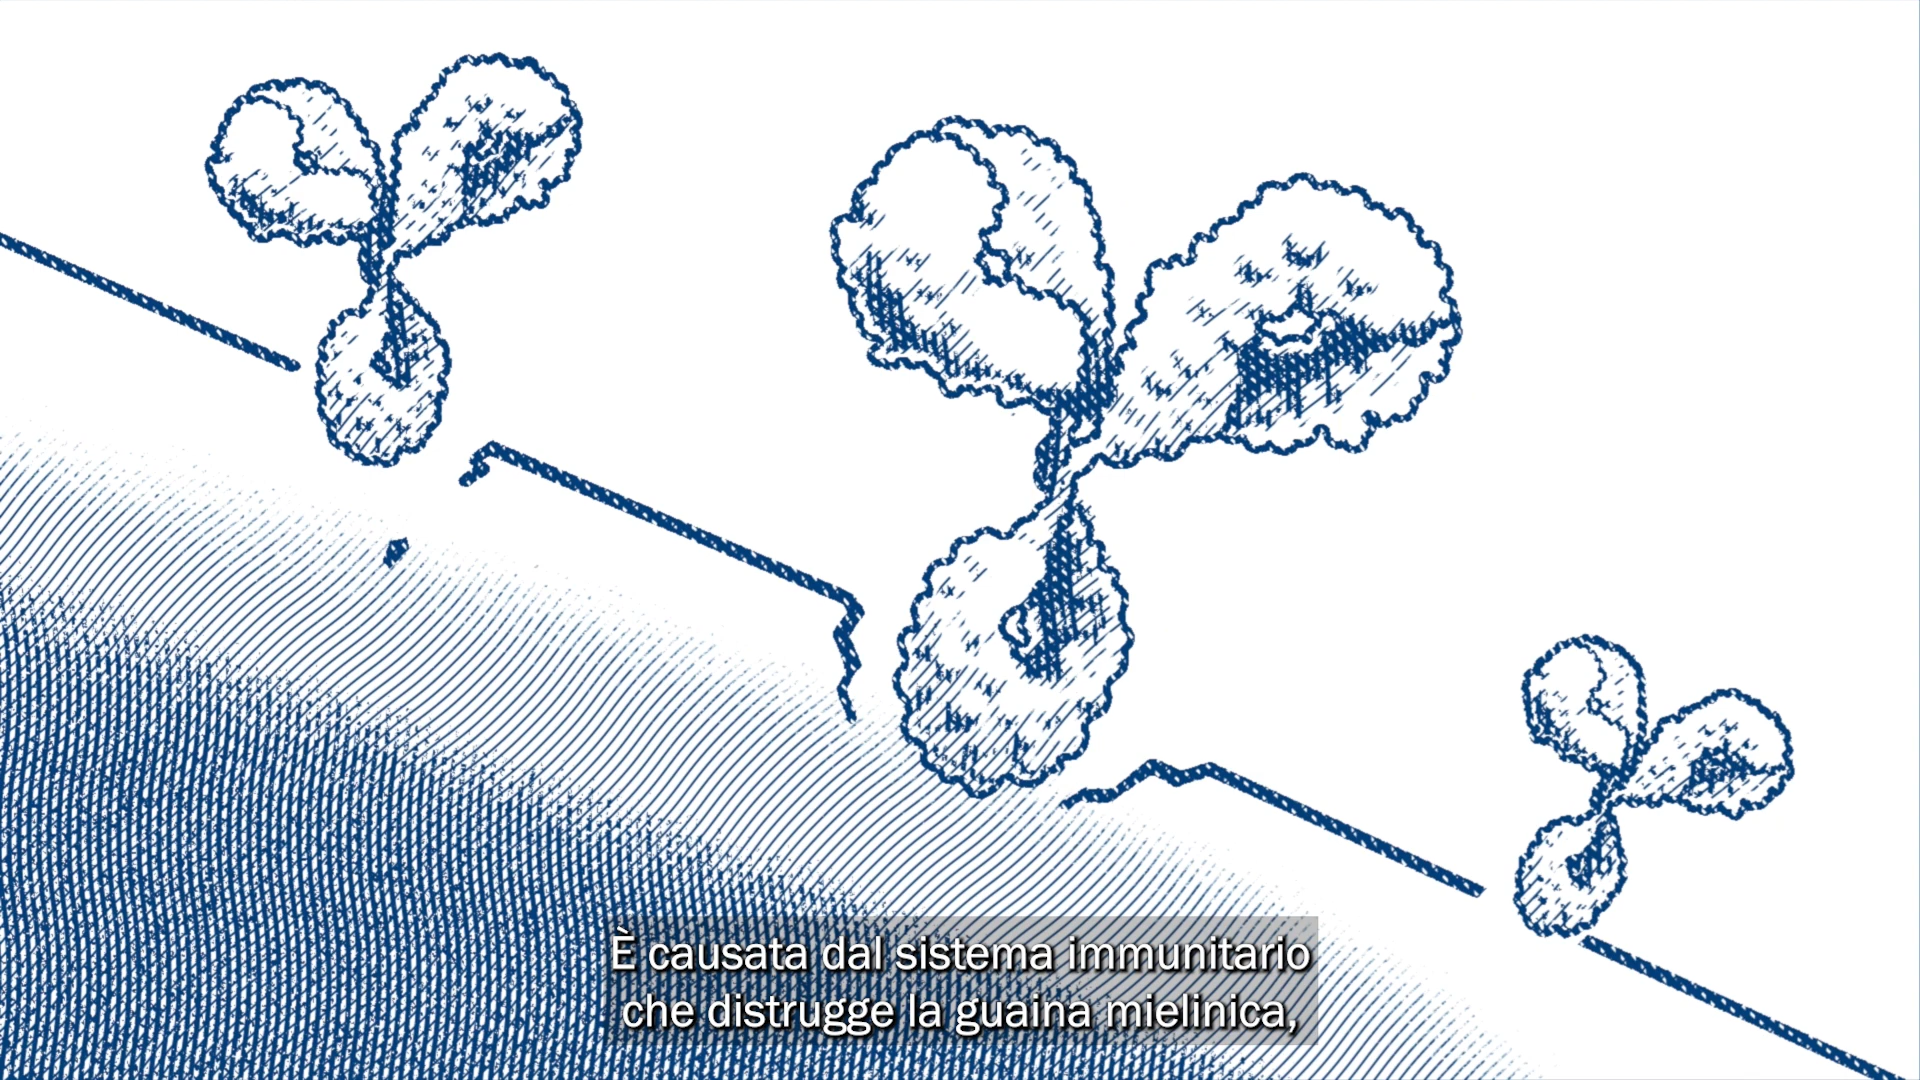 È causata dal sistema immunitario
che distrugge la guaina mielinica,